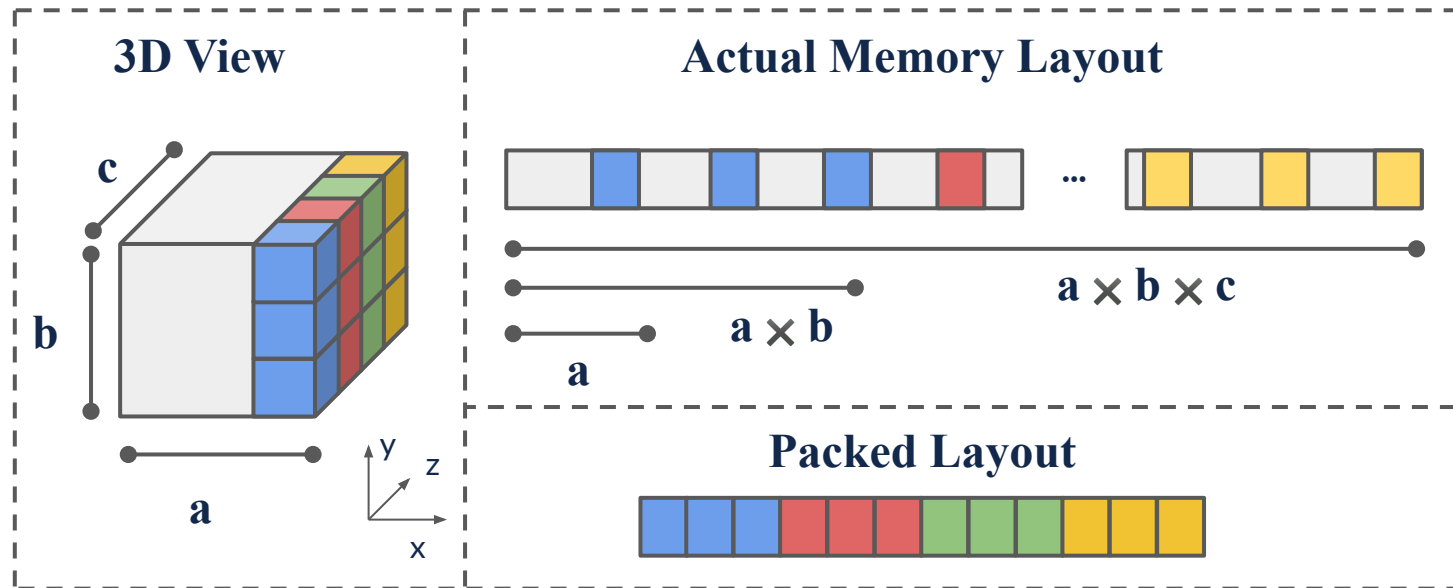 3D View
c
b
a
y
z
x
Actual Memory Layout
...
a × b × c
a × b
a
Packed Layout